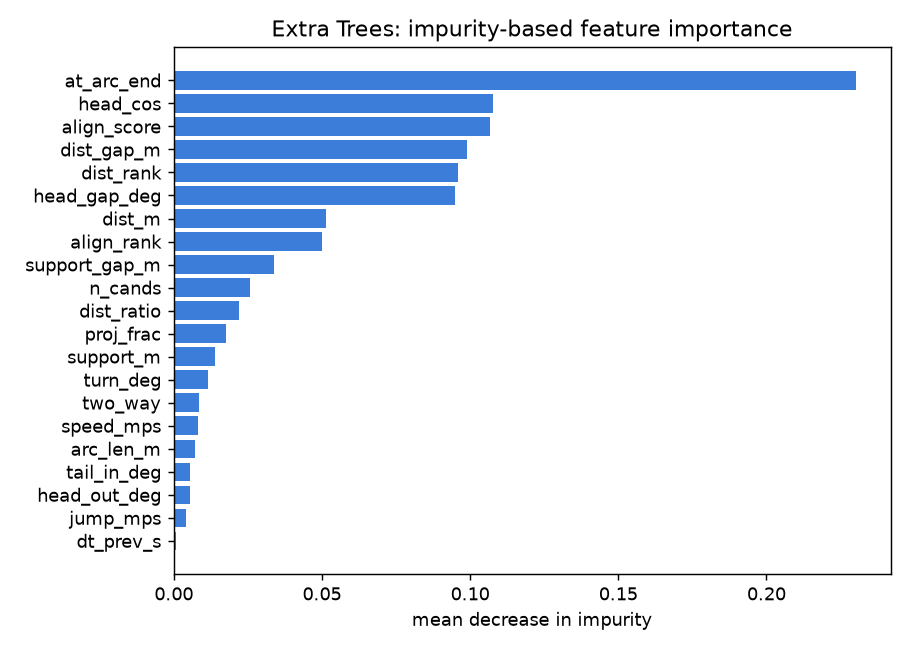 Extra Trees: impurity-based feature importance
at_arc_end
head_cos
align_score
dist_gap_m
dist_rank
head_gap_deg
dist_m
align_rank
support_gap_m
n_cands
dist_ratio
proj_frac
support_m
turn_deg
two_way
speed_mps
arc_len_m
tail_in_deg
head_out_deg
jump_mps
dt_prev_s
0.00 0.05 0.10 0.15 0.20
mean decrease in impurity